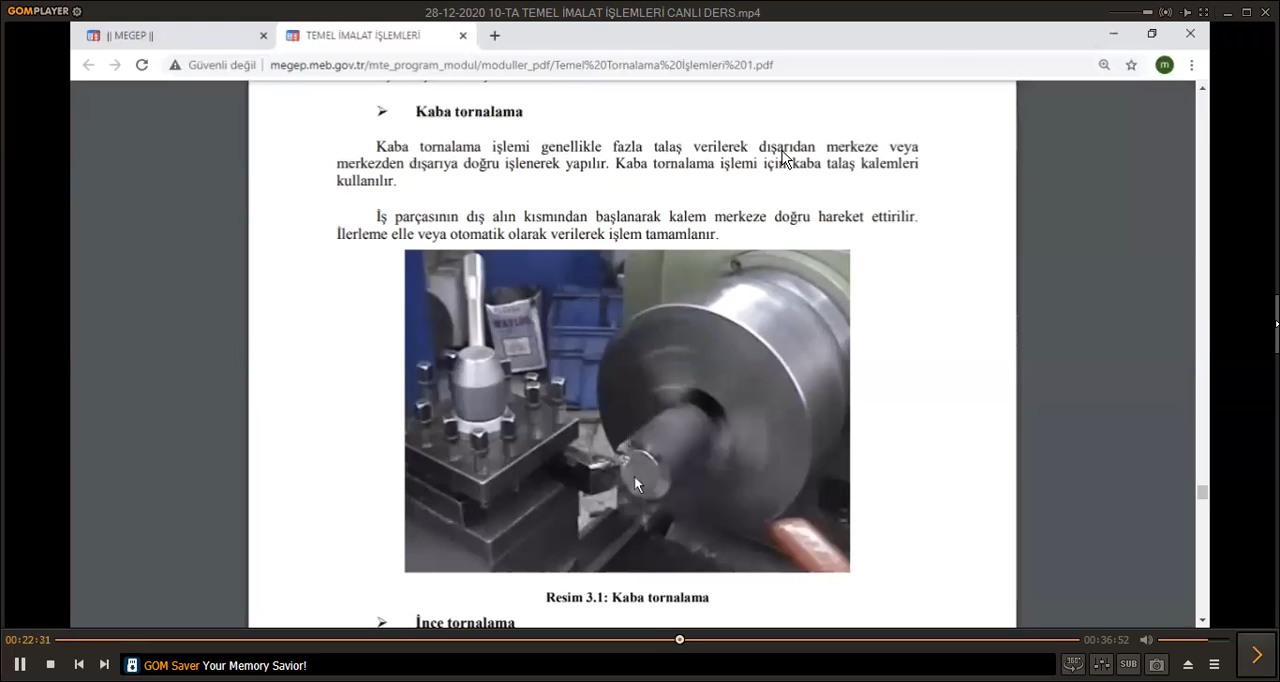 GOMPLAYER
28-12-2020 10-TA TEMEL İMALAT İŞLEMLERİ CANLI DERS.mp4
|| MEGEP ||
TEMEL İMALAT İŞLEMLERİ
Güvenli değil | megep.meb.gov.tr/mte_program_modul/moduller_pdf/Temel%20Tornalama%20İşlemleri%201.pdf
m
➢ Kaba tornalama
Kaba tornalama işlemi genellikle fazla talaş verilerek dışarıdan merkeze veya
merkezden dışarıya doğru işlenerek yapılır. Kaba tornalama işlemi için kaba talaş kalemleri
kullanılır.
İş parçasının dış alın kısmından başlanarak kalem merkeze doğru hareket ettirilir.
İlerleme elle veya otomatik olarak verilerek işlem tamamlanır.
Resim 3.1: Kaba tornalama
➢ İnce tornalama
00:22:31
00:36:52
GOM Saver Your Memory Savior!
360°
SUB